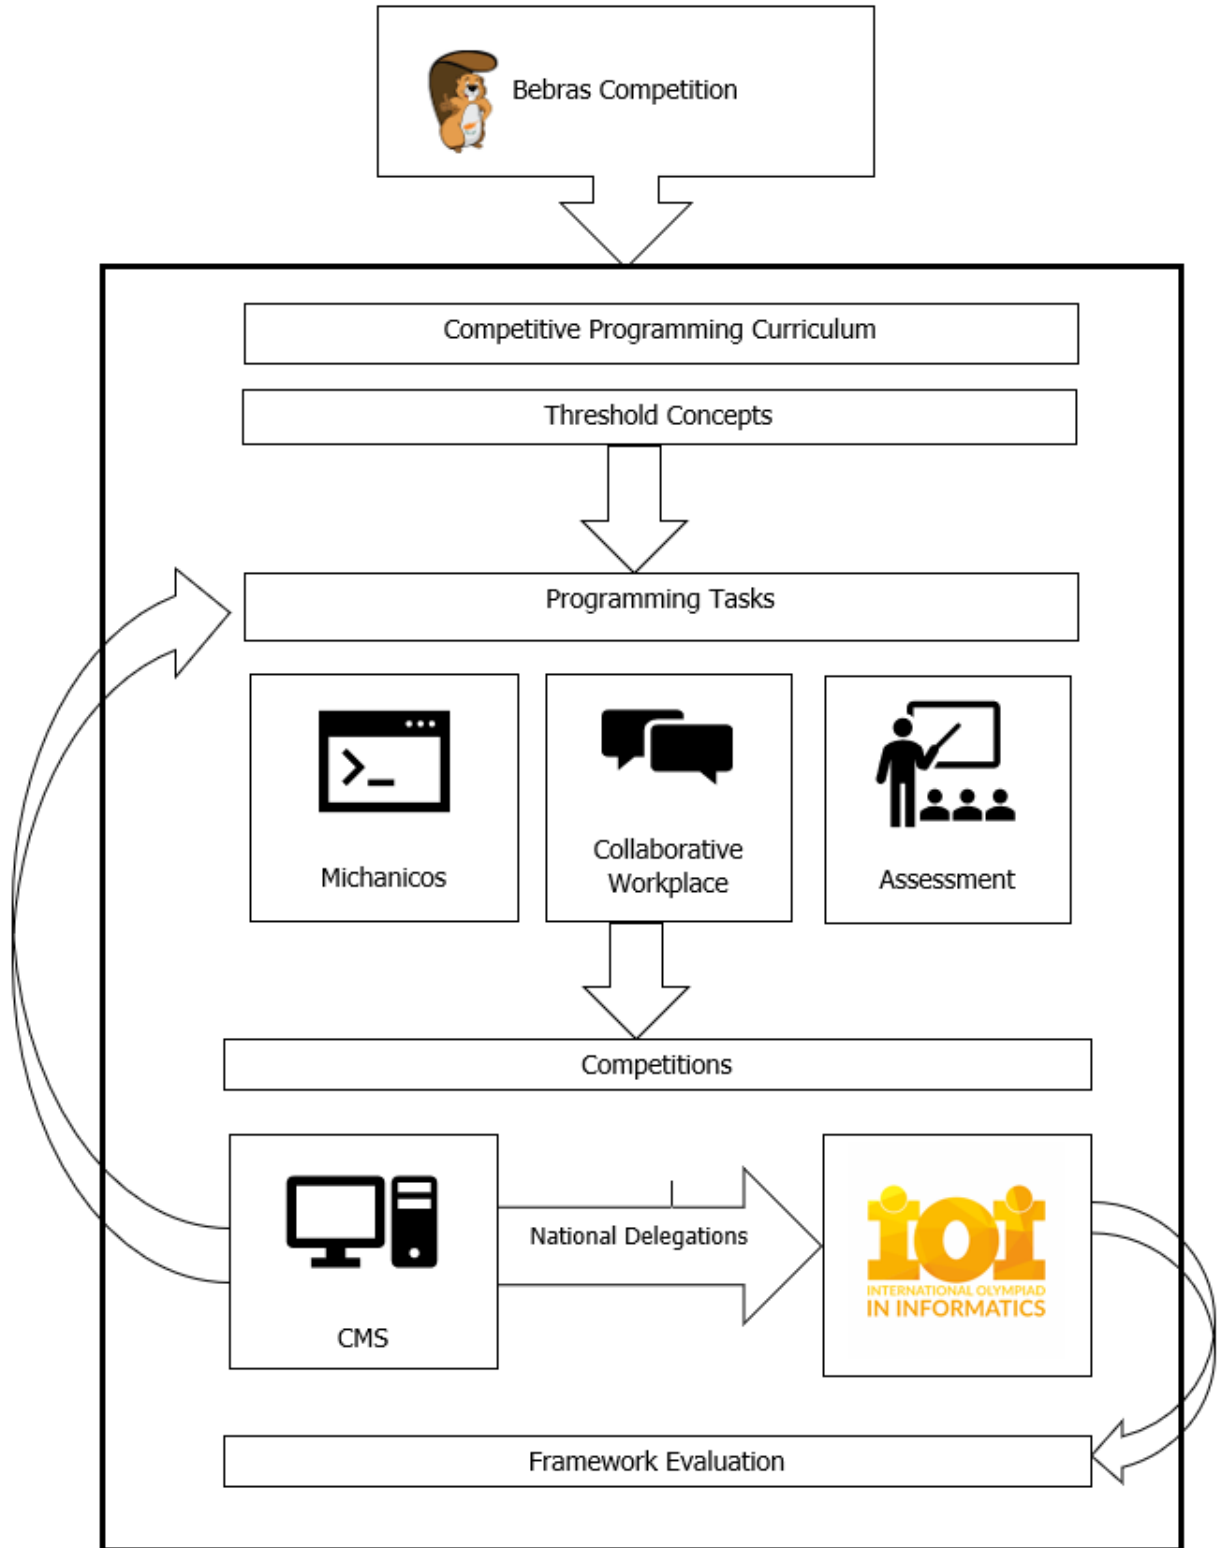 Bebras Competition
Competitive Programming Curriculum
Threshold Concepts
Programming Tasks
Michanicos
Collaborative
Workplace
Assessment
Competitions
National Delegations
CMS
ioi
INTERNATIONAL OLYMPIAD
IN INFORMATICS
Framework Evaluation